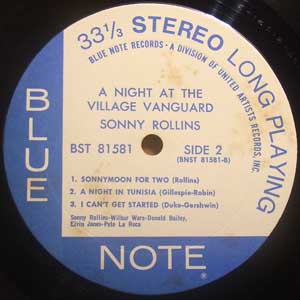 33⅓ STEREO LONG PLAYING
BLUE NOTE RECORDS • A DIVISION OF UNITED ARTISTS RECORDS, INC
A NIGHT AT THE
VILLAGE VANGUARD
SONNY ROLLINS
BST 81581 SIDE 2
(BNST 81581-B)
1. SONNYMOON FOR TWO (Rollins)
2. A NIGHT IN TUNISIA (Gillespie-Robin)
3. I CAN'T GET STARTED (Duke-Gershwin)
Sonny Rollins-Wilbur Ware-Donald Bailey,
Elvin Jones-Pete La Roca
BLUE
NOTE
®